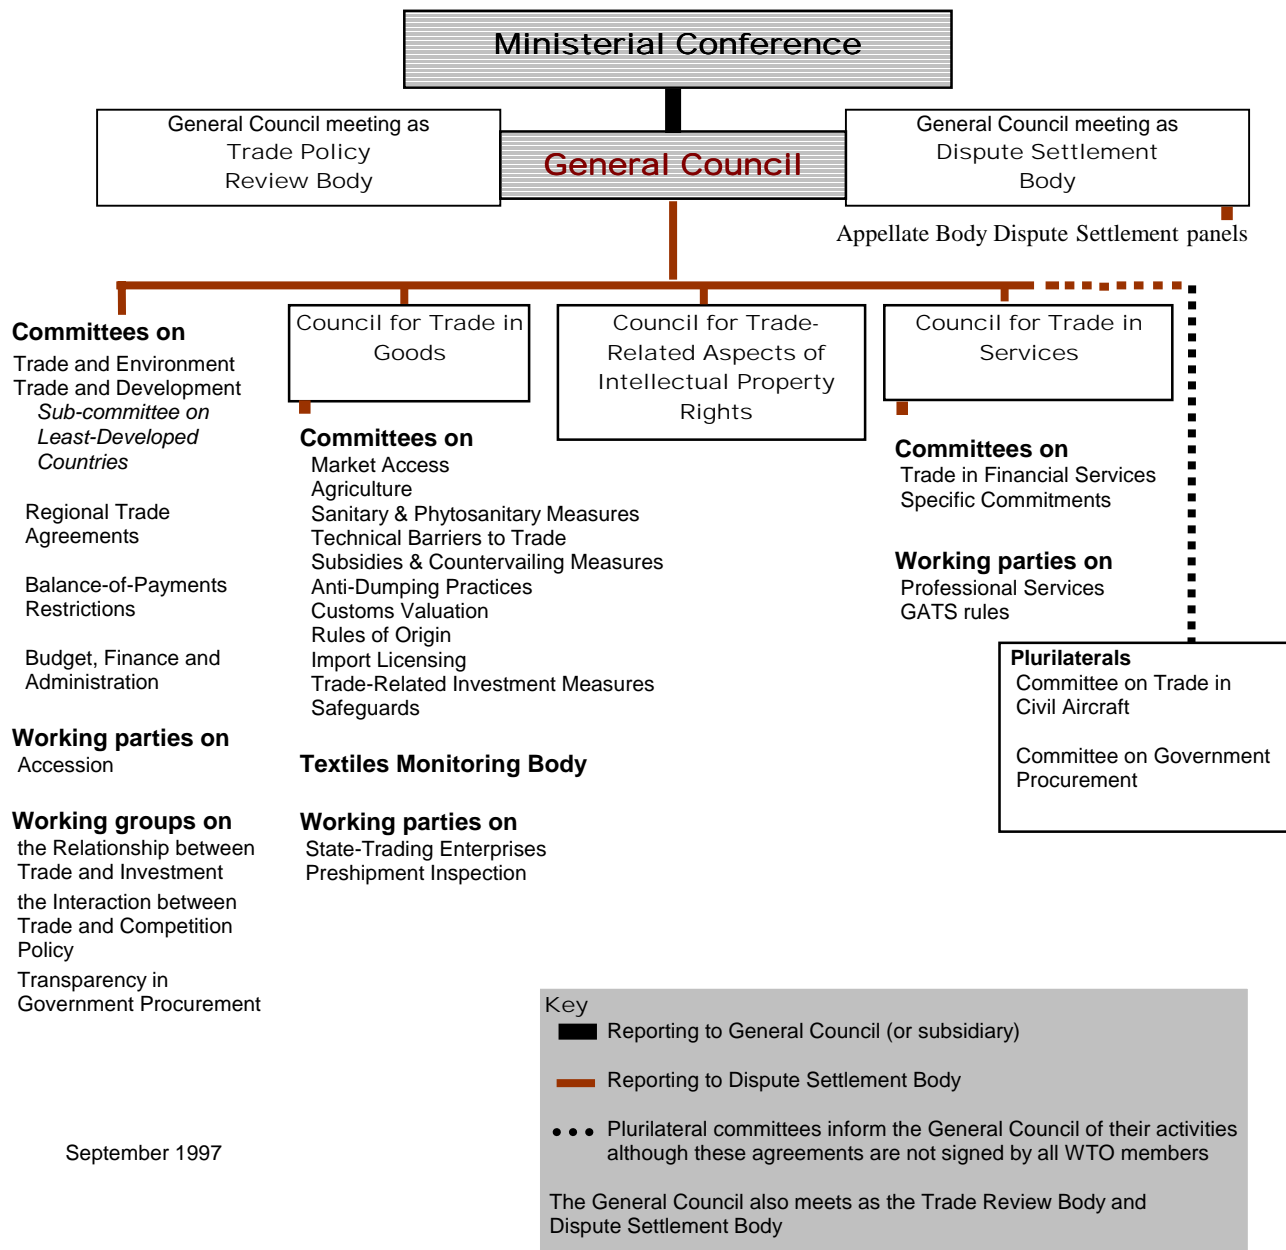 Ministerial Conference
General Council meeting as
Trade Policy
Review Body
General Council
General Council meeting as
Dispute Settlement
Body
Appellate Body Dispute Settlement panels
Committees on
Trade and Environment
Trade and Development
Sub-committee on
Least-Developed
Countries
Regional Trade
Agreements
Balance-of-Payments
Restrictions
Budget, Finance and
Administration
Working parties on
Accession
Working groups on
the Relationship between
Trade and Investment
the Interaction between
Trade and Competition
Policy
Transparency in
Government Procurement
Council for Trade in
Goods
Committees on
Market Access
Agriculture
Sanitary & Phytosanitary Measures
Technical Barriers to Trade
Subsidies & Countervailing Measures
Anti-Dumping Practices
Customs Valuation
Rules of Origin
Import Licensing
Trade-Related Investment Measures
Safeguards
Textiles Monitoring Body
Working parties on
State-Trading Enterprises
Preshipment Inspection
Council for Trade-
Related Aspects of
Intellectual Property
Rights
Council for Trade in
Services
Committees on
Trade in Financial Services
Specific Commitments
Working parties on
Professional Services
GATS rules
Plurilaterals
Committee on Trade in
Civil Aircraft
Committee on Government
Procurement
Key
Reporting to General Council (or subsidiary)
Reporting to Dispute Settlement Body
Plurilateral committees inform the General Council of their activities
although these agreements are not signed by all WTO members
The General Council also meets as the Trade Review Body and
Dispute Settlement Body
September 1997